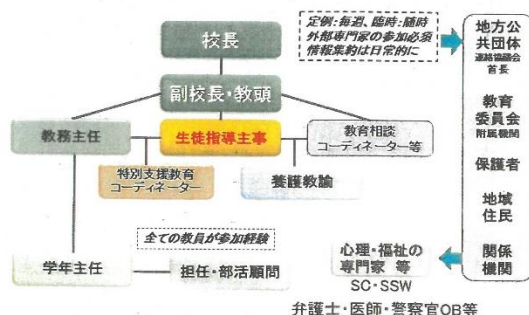 校長
定例:毎週、臨時:随時
外部専門家の参加必須
情報集約は日常的に
副校長・教頭
教務主任
生徒指導主事
教育相談
コーディネーター等
特別支援教育
コーディネーター
養護教諭
全ての教員が参加経験
学年主任
担任・部活顧問
心理・福祉の
専門家 等
SC・SSW
弁護士・医師・警察官OB等
地方公
共団体
連絡協議会
首長
教育
委員会
附属機関
保護者
地域
住民
関係
機関